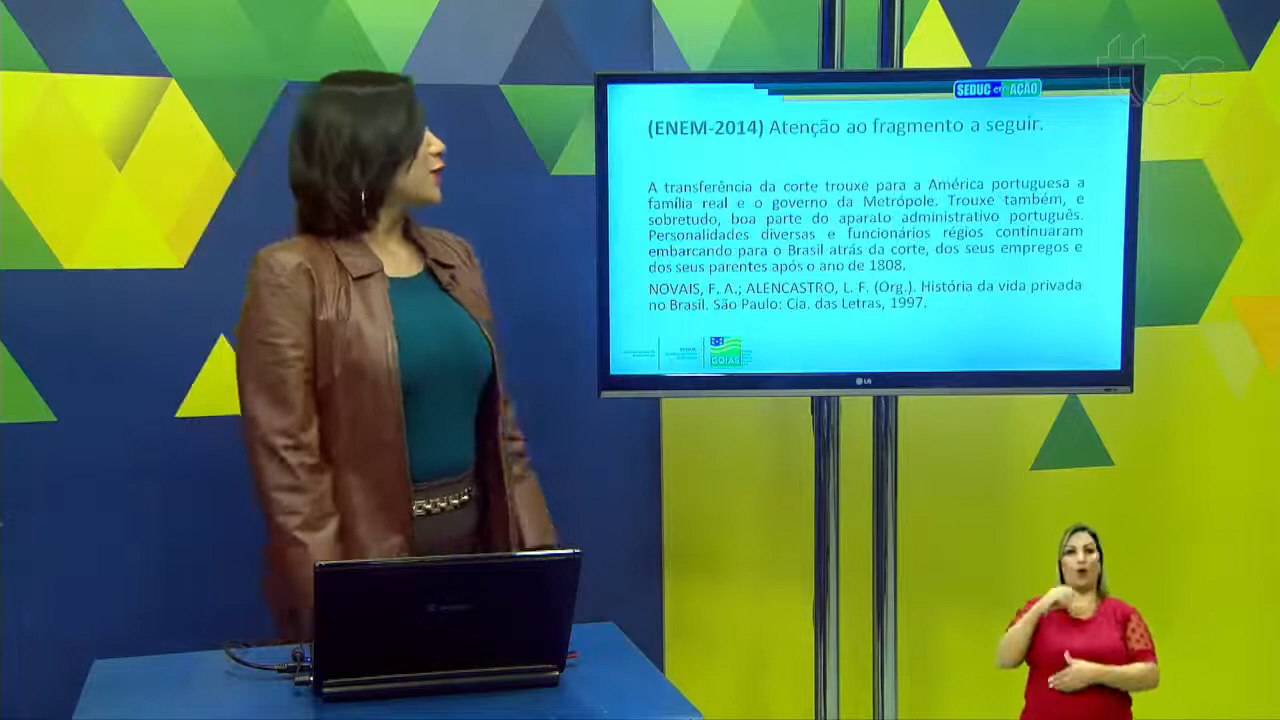 tbc
SEDUC em AÇÃO
(ENEM-2014) Atenção ao fragmento a seguir.
A transferência da corte trouxe para a América portuguesa a
família real e o governo da Metrópole. Trouxe também, e
sobretudo, boa parte do aparato administrativo português.
Personalidades diversas e funcionários régios continuaram
embarcando para o Brasil atrás da corte, dos seus empregos e
dos seus parentes após o ano de 1808.
NOVAIS, F. A.; ALENCASTRO, L. F. (Org.). História da vida privada
no Brasil. São Paulo: Cia. das Letras, 1997.
GOIÁS
LG